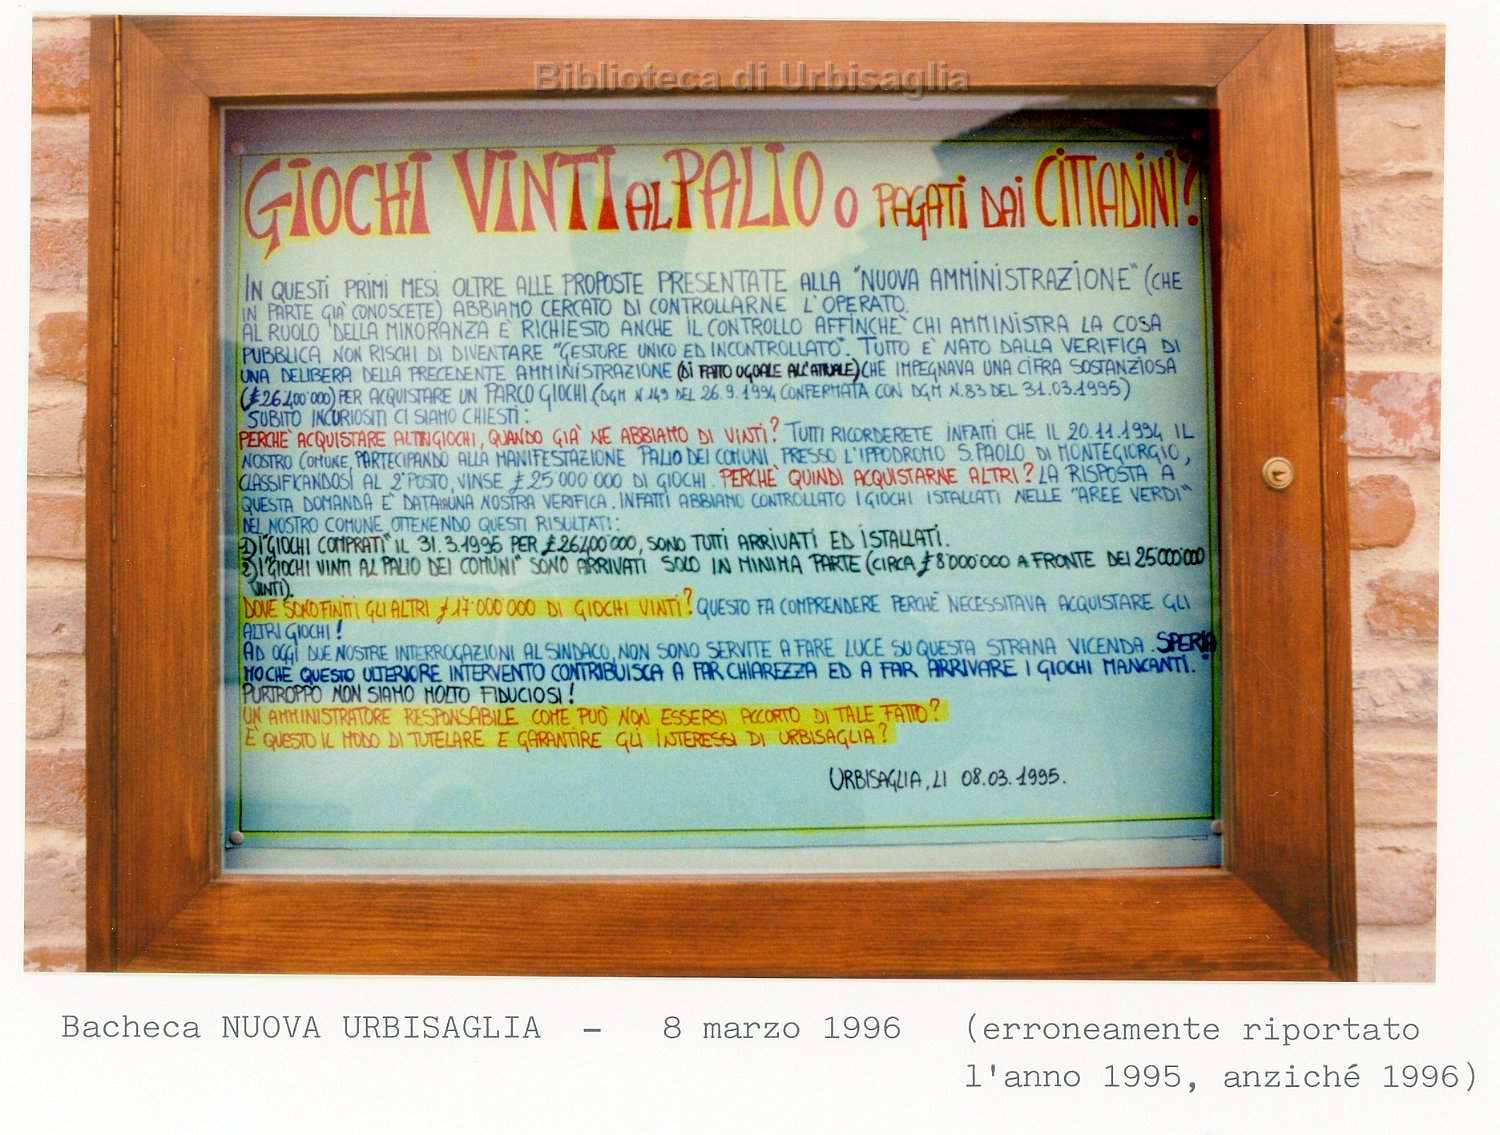 Biblioteca di Urbisaglia
GIOCHI VINTI AL PALIO O PAGATI DAI CITTADINI?
IN QUESTI PRIMI MESI OLTRE ALLE PROPOSTE PRESENTATE ALLA "NUOVA AMMINISTRAZIONE" (CHE
IN PARTE GIÀ CONOSCETE) ABBIAMO CERCATO DI CONTROLLARNE L'OPERATO.
AL RUOLO DELLA MINORANZA E' RICHIESTO ANCHE IL CONTROLLO AFFINCHE' CHI AMMINISTRA LA COSA
PUBBLICA NON RISCHI DI DIVENTARE "GESTORE UNICO ED INCONTROLLATO". TUTTO E' NATO DALLA VERIFICA DI
UNA DELIBERA DELLA PRECEDENTE AMMINISTRAZIONE (DI FATTO UGUALE ALL'ATTUALE) CHE IMPEGNAVA UNA CIFRA SOSTANZIOSA
(£26'400'000) PER ACQUISTARE UN PARCO GIOCHI. (DGM N.149 DEL 26.9.1994 CONFERMATA CON DGM N.83 DEL 31.03.1995)
SUBITO INCURIOSITI CI SIAMO CHIESTI:
PERCHE' ACQUISTARE ALTRI GIOCHI, QUANDO GIÀ NE ABBIAMO DI VINTI? TUTTI RICORDERETE INFATTI CHE IL 20.11.1994 IL
NOSTRO COMUNE, PARTECIPANDO ALLA MANIFESTAZIONE PALIO DEI COMUNI PRESSO L'IPPODROMO S. PAOLO DI MONTEGIORGIO,
CLASSIFICANDOSI AL 2° POSTO, VINSE £25'000'000 DI GIOCHI. PERCHE' QUINDI ACQUISTARNE ALTRI? LA RISPOSTA A
QUESTA DOMANDA E' DATA DA UNA NOSTRA VERIFICA. INFATTI ABBIAMO CONTROLLATO I GIOCHI ISTALLATI NELLE "AREE VERDI"
DEL NOSTRO COMUNE, OTTENENDO QUESTI RISULTATI:
1) I "GIOCHI COMPRATI" IL 31.3.1995 PER £26'400'000, SONO TUTTI ARRIVATI ED ISTALLATI.
2) I "GIOCHI VINTI AL PALIO DEI COMUNI" SONO ARRIVATI SOLO IN MINIMA PARTE (CIRCA £8'000'000 A FRONTE DEI 25'000'000
VINTI).
DOVE SONO FINITI GLI ALTRI £17'000'000 DI GIOCHI VINTI? QUESTO FA COMPRENDERE PERCHÈ NECESSITAVA ACQUISTARE GLI
ALTRI GIOCHI!
AD OGGI DUE NOSTRE INTERROGAZIONI AL SINDACO, NON SONO SERVITE A FARE LUCE SU QUESTA STRANA VICENDA. SPERIA
MO CHE QUESTO ULTERIORE INTERVENTO CONTRIBUISCA A FAR CHIAREZZA ED A FAR ARRIVARE I GIOCHI MANCANTI.
PURTROPPO NON SIAMO MOLTO FIDUCIOSI!
UN AMMINISTRATORE RESPONSABILE COME PUÒ NON ESSERSI ACCORTO DI TALE FATTO?
E' QUESTO IL MODO DI TUTELARE E GARANTIRE GLI INTERESSI DI URBISAGLIA?
URBISAGLIA, LI 08.03.1995.
Bacheca NUOVA URBISAGLIA – 8 marzo 1996 (erroneamente riportato
l'anno 1995, anziché 1996)